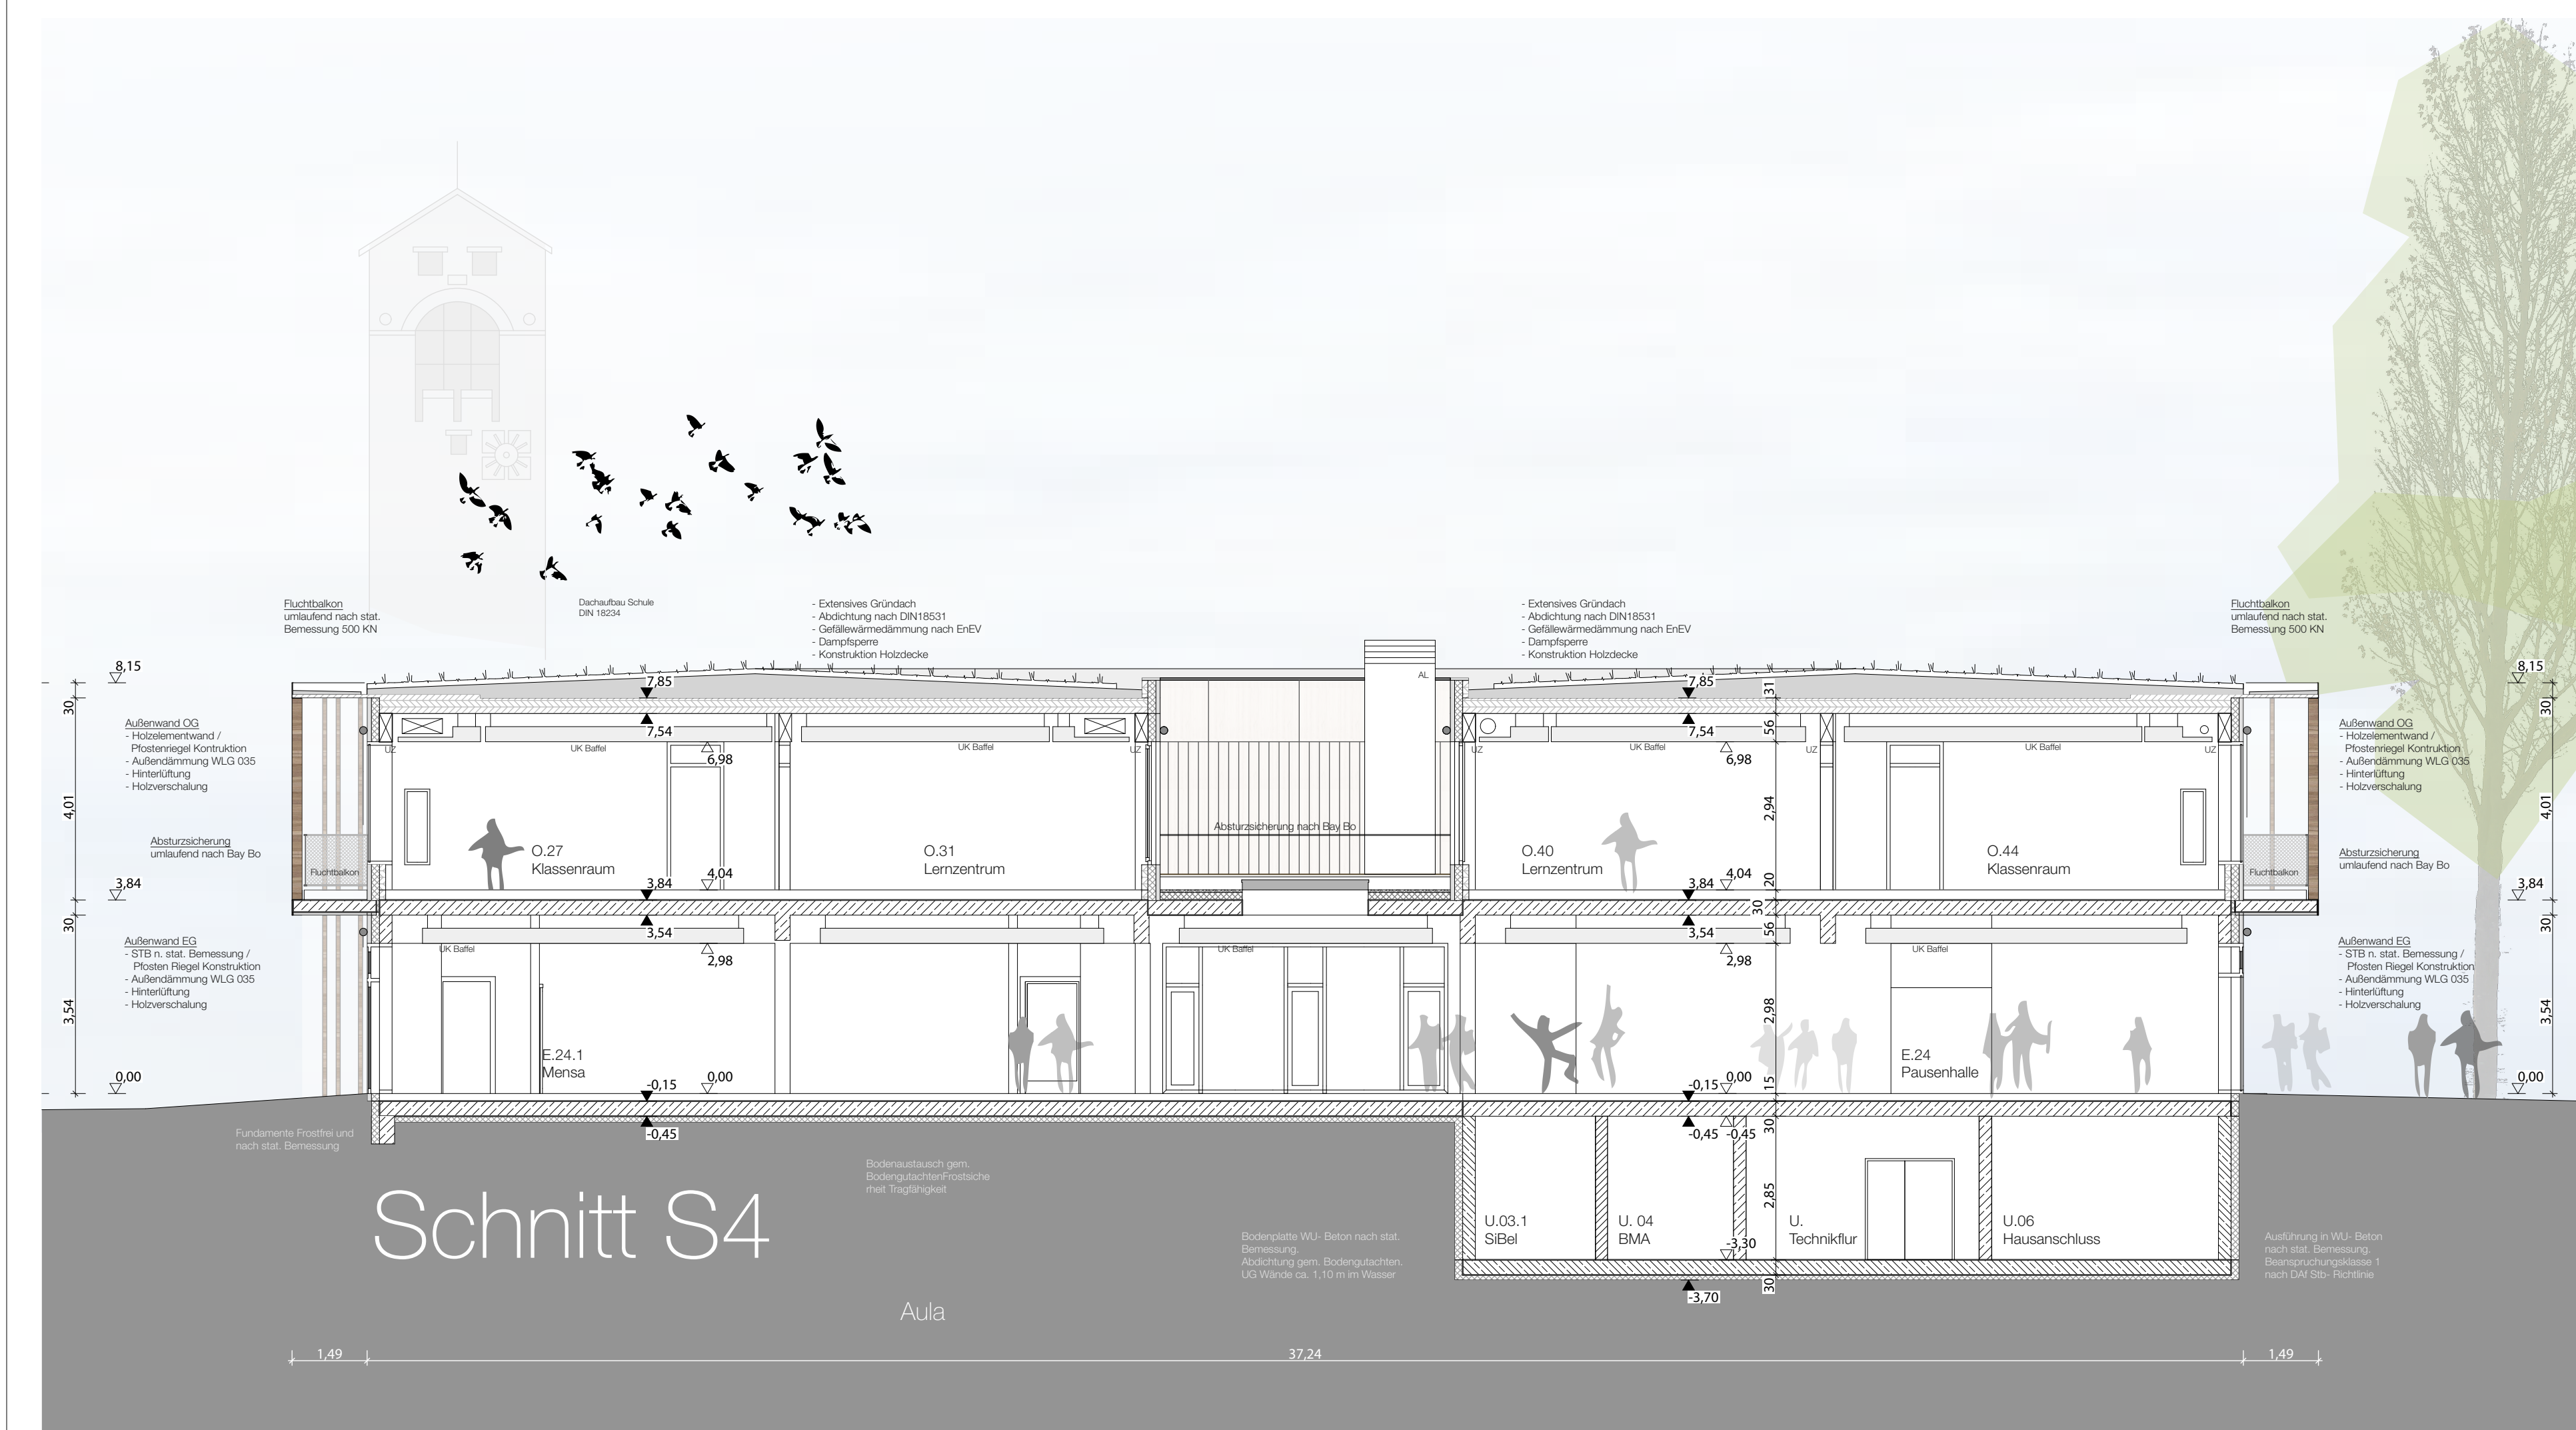 Fluchtbalkon
umlaufend nach stat.
Bemessung 500 KN
Dachaufbau Schule
DIN 18234
- Extensives Gründach
- Abdichtung nach DIN18531
- Gefällewärmedämmung nach EnEV
- Dampfsperre
- Konstruktion Holzdecke
- Extensives Gründach
- Abdichtung nach DIN18531
- Gefällewärmedämmung nach EnEV
- Dampfsperre
- Konstruktion Holzdecke
Fluchtbalkon
umlaufend nach stat.
Bemessung 500 KN
8,15
7,85
AL
7,85
31
8,15
30
7,54
7,54
56
30
Außenwand OG
- Holzelementwand /
Pfostenriegel Kontruktion
- Außendämmung WLG 035
- Hinterlüftung
- Holzverschalung
UZ
UK Baffel
6,98
UK Baffel
UZ
UZ
UK Baffel
6,98
UZ
UK Baffel
UZ
Außenwand OG
- Holzelementwand /
Pfostenriegel Kontruktion
- Außendämmung WLG 035
- Hinterlüftung
- Holzverschalung
4,01
2,94
4,01
Absturzsicherung
umlaufend nach Bay Bo
Absturzsicherung nach Bay Bo
Absturzsicherung
umlaufend nach Bay Bo
Fluchtbalkon
O.27
Klassenraum
O.31
Lernzentrum
O.40
Lernzentrum
O.44
Klassenraum
Fluchtbalkon
3,84
3,84
4,04
3,84
4,04
20
3,84
30
3,54
3,54
30
56
30
Außenwand EG
- STB n. stat. Bemessung /
Pfosten Riegel Konstruktion
- Außendämmung WLG 035
- Hinterlüftung
- Holzverschalung
UK Baffel
2,98
UK Baffel
2,98
UK Baffel
Außenwand EG
- STB n. stat. Bemessung /
Pfosten Riegel Konstruktion
- Außendämmung WLG 035
- Hinterlüftung
- Holzverschalung
3,54
2,98
3,54
E.24.1
Mensa
E.24
Pausenhalle
0,00
-0,15
0,00
-0,15
0,00
15
0,00
-0,45
-0,45
-0,45
30
Fundamente Frostfrei und
nach stat. Bemessung
Bodenaustausch gem.
BodengutachtenFrostsiche
rheit Tragfähigkeit
Schnitt S4
2,85
U.03.1
SiBel
U. 04
BMA
U.
Technikflur
U.06
Hausanschluss
Bodenplatte WU- Beton nach stat.
Bemessung.
Abdichtung gem. Bodengutachten.
UG Wände ca. 1,10 m im Wasser
-3,30
Ausführung in WU- Beton
nach stat. Bemessung.
Beanspruchungsklasse 1
nach DAf Stb- Richtlinie
30
-3,70
Aula
1,49
37,24
1,49